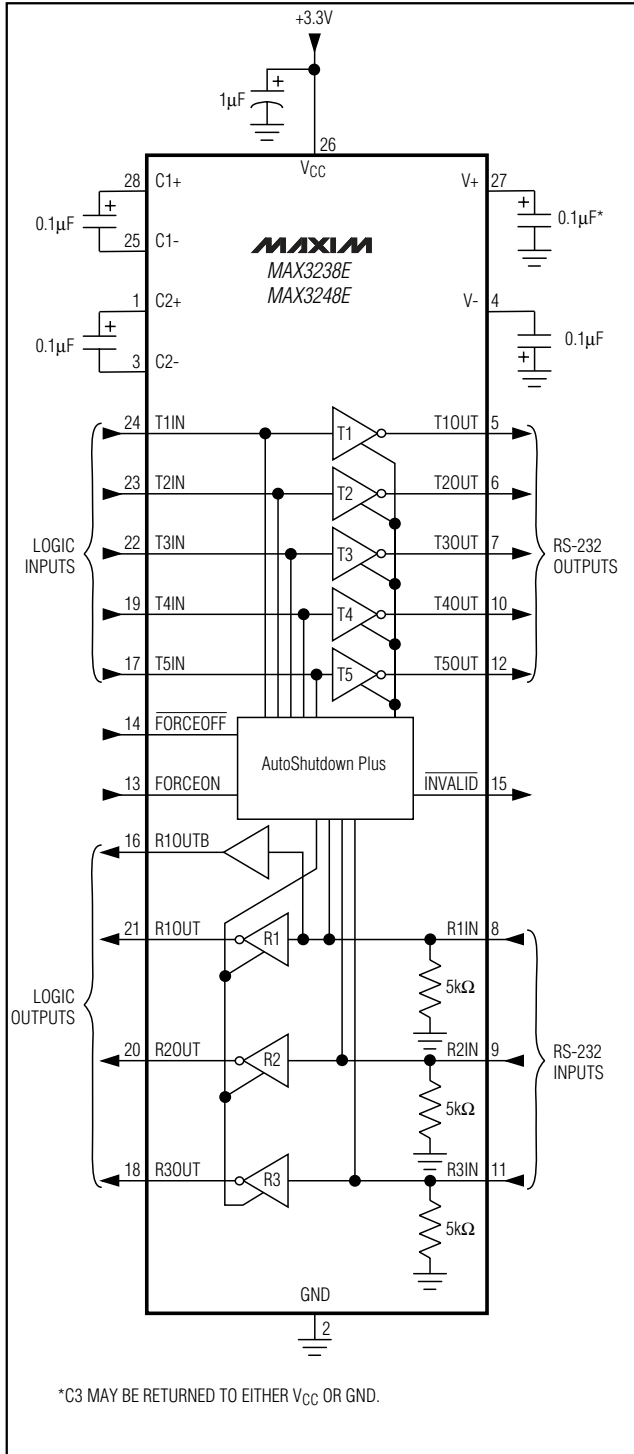 +3.3V
1µF
+
26
VCC
28 C1+
+
0.1µF
25 C1-
V+ 27
+
0.1µF*
MAXIM
MAX3238E
MAX3248E
1 C2+
+
0.1µF
3 C2-
V- 4
0.1µF
+
24 T1IN T1 T1OUT 5
23 T2IN T2 T2OUT 6
LOGIC
INPUTS
22 T3IN T3 T3OUT 7
RS-232
OUTPUTS
19 T4IN T4 T4OUT 10
17 T5IN T5 T5OUT 12
14 FORCEOFF
AutoShutdown Plus
13 FORCEON
INVALID 15
16 R1OUTB
21 R1OUT R1 R1IN 8
5kΩ
LOGIC
OUTPUTS
20 R2OUT R2 R2IN 9
RS-232
INPUTS
5kΩ
18 R3OUT R3 R3IN 11
5kΩ
GND
2
*C3 MAY BE RETURNED TO EITHER VCC OR GND.